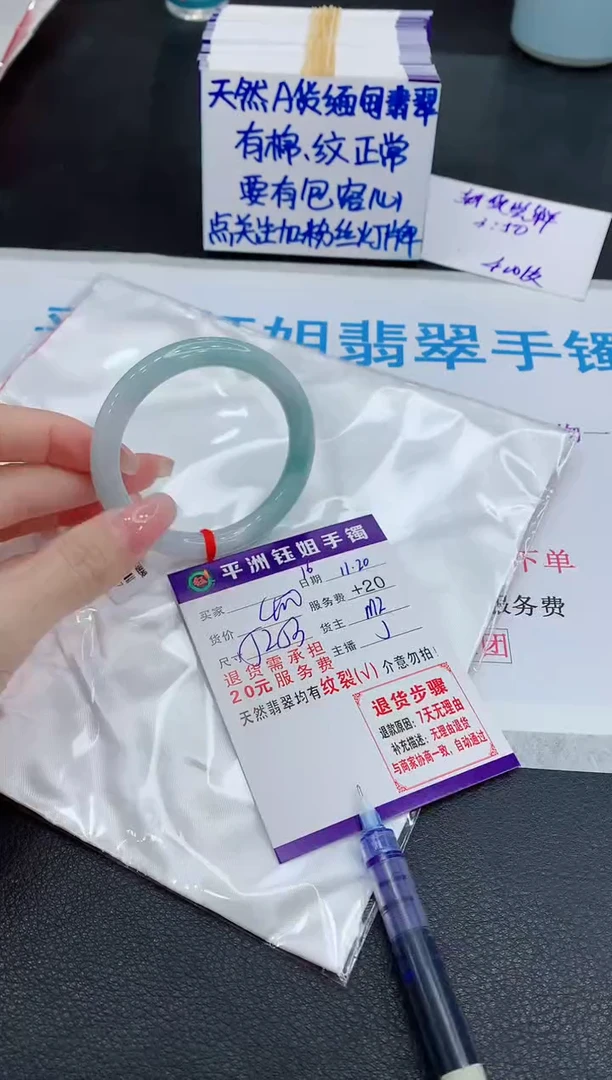 天然A货缅甸翡翠
有棉、纹正常
要有包容心
点关注加粉丝灯牌
姐翡翠手镯
下单
服务费
团
平洲钰姐手镯
日期 11.20
买家
服务费 +20
货价
货主 M2
尺寸
主播 J
退货需承担
20元服务费
天然翡翠均有纹裂(√)介意勿拍!
退货步骤
退款原因:7天无理由
补充描述:无理由退货
与商家协商一致,自动通过